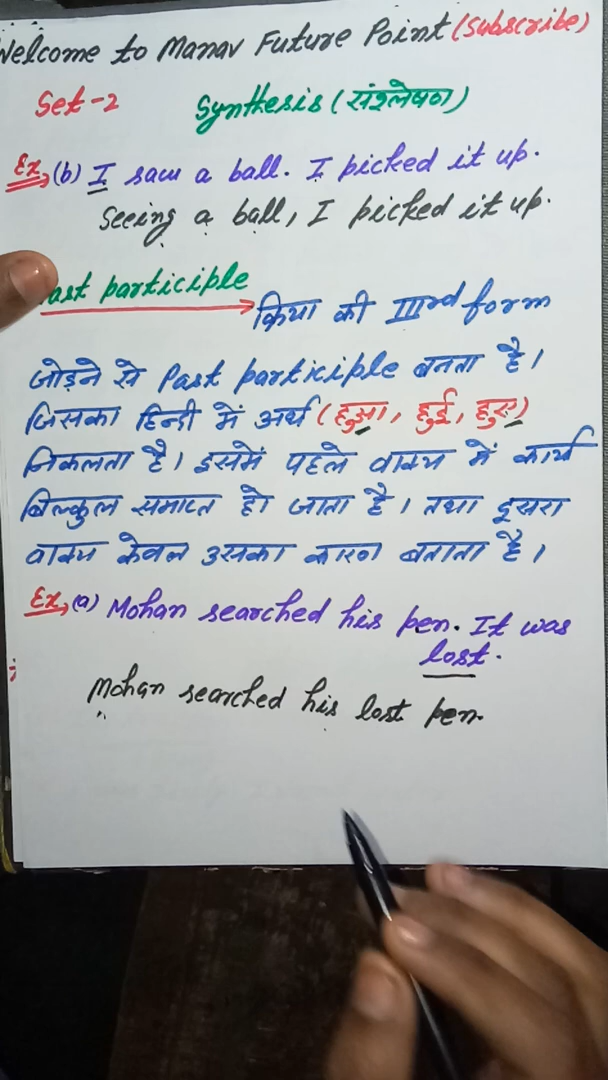 Welcome to Manav Future Point (Subscribe)
Set-2 Synthesis (संश्लेषण)
Ex, (b) I saw a ball. I picked it up.
Seeing a ball, I picked it up.
ast participle → क्रिया की IIIrd form
जोड़ने से Past participle बनता है।
जिसका हिन्दी में अर्थ (हुआ, हुई, हुए)
निकलता है। इसमें पहले वाक्य में कार्य
बिल्कुल समाप्त हो जाता है। तथा दूसरा
वाक्य केवल उसका कारण बताता है।
Ex, (a) Mohan searched his pen. It was
lost.
Mohan searched his lost pen.